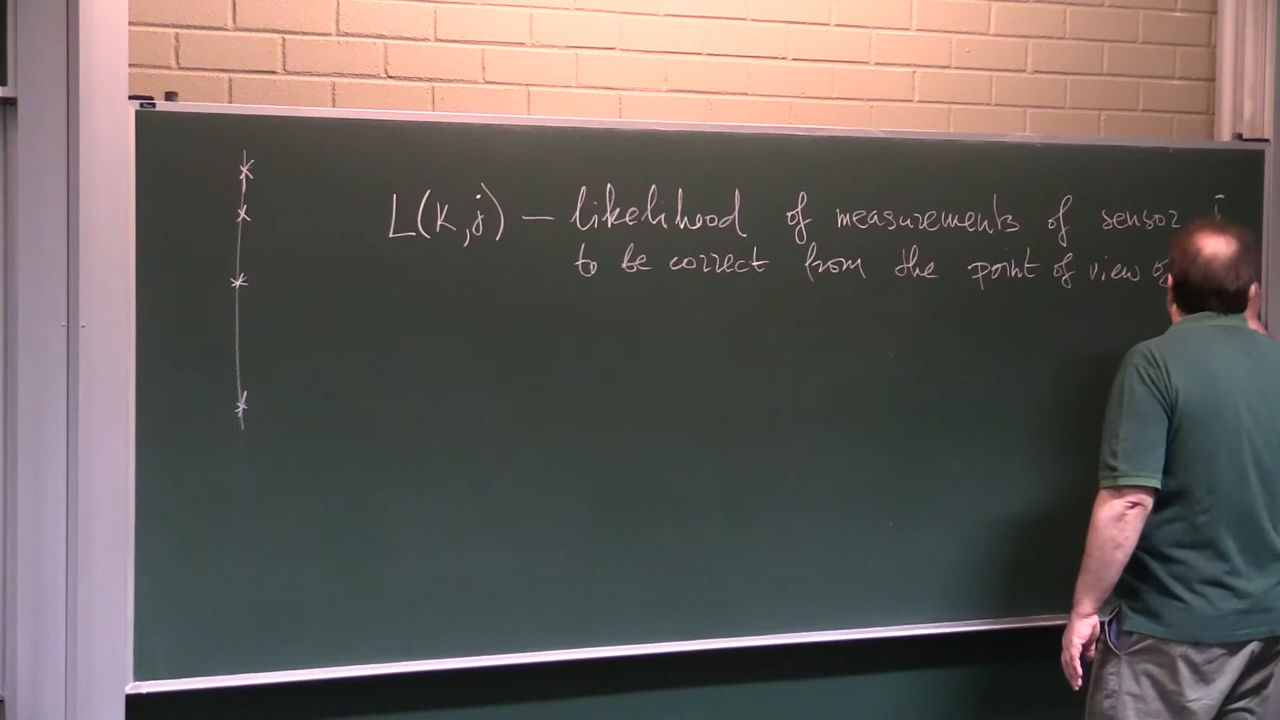 L(k,j) – likelihood of measurements of sensor
to be correct from the point of view of